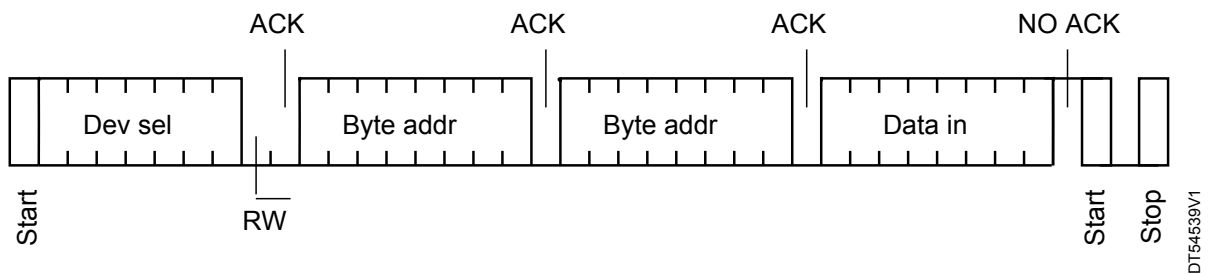 ACK ACK ACK NO ACK
Dev sel Byte addr Byte addr Data in
RW
Start Start Stop
DT54539V1